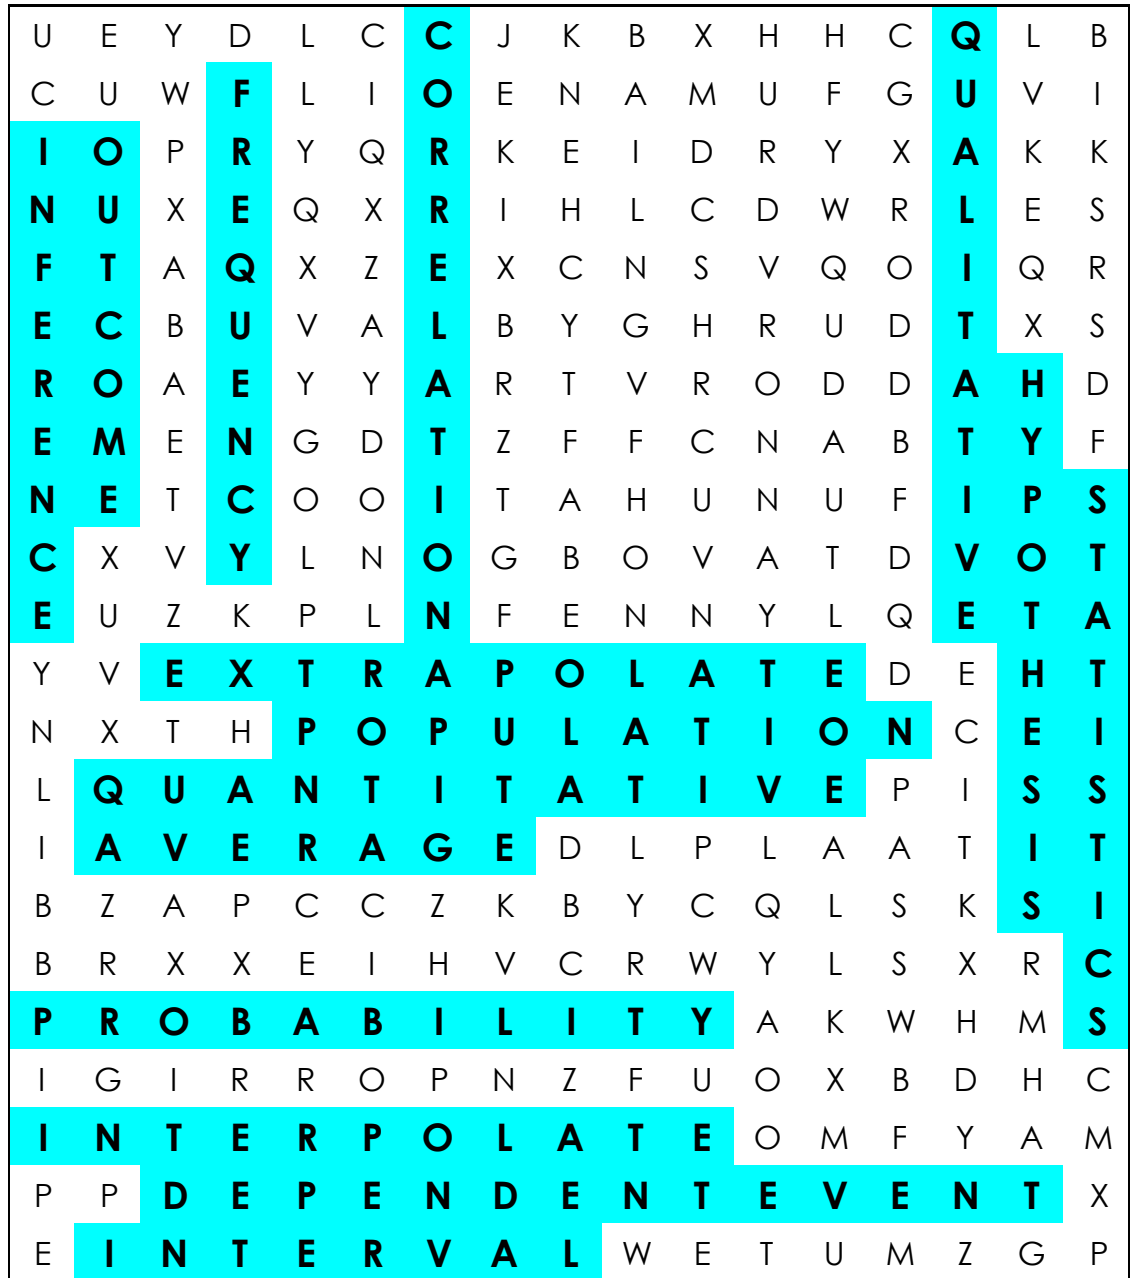 U E Y D L C C J K B X H H C Q L B
C U W F L I O E N A M U F G U V I
I O P R Y Q R K E I D R Y X A K K
N U X E Q X R I H L C D W R L E S
F T A Q X Z E X C N S V Q O I Q R
E C B U V A L B Y G H R U D T X S
R O A E Y Y A R T V R O D D A H D
E M E N G D T Z F F C N A B T Y F
N E T C O O I T A H U N U F I P S
C X V Y L N O G B O V A T D V O T
E U Z K P L N F E N N Y L Q E T A
Y V E X T R A P O L A T E D E H T
N X T H P O P U L A T I O N C E I
L Q U A N T I T A T I V E P I S S
I A V E R A G E D L P L A A T I T
B Z A P C C Z K B Y C Q L S K S I
B R X X E I H V C R W Y L S X R C
P R O B A B I L I T Y A K W H M S
I G I R R O P N Z F U O X B D H C
I N T E R P O L A T E O M F Y A M
P P D E P E N D E N T E V E N T X
E I N T E R V A L W E T U M Z G P